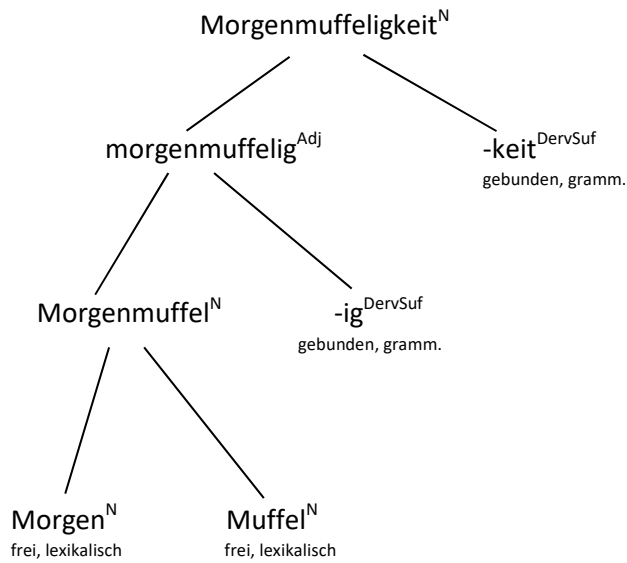 Morgenmuffeligkeit^N
morgenmuffelig^Adj
-keit^DervSuf
gebunden, gramm.
Morgenmuffel^N
-ig^DervSuf
gebunden, gramm.
Morgen^N
frei, lexikalisch
Muffel^N
frei, lexikalisch